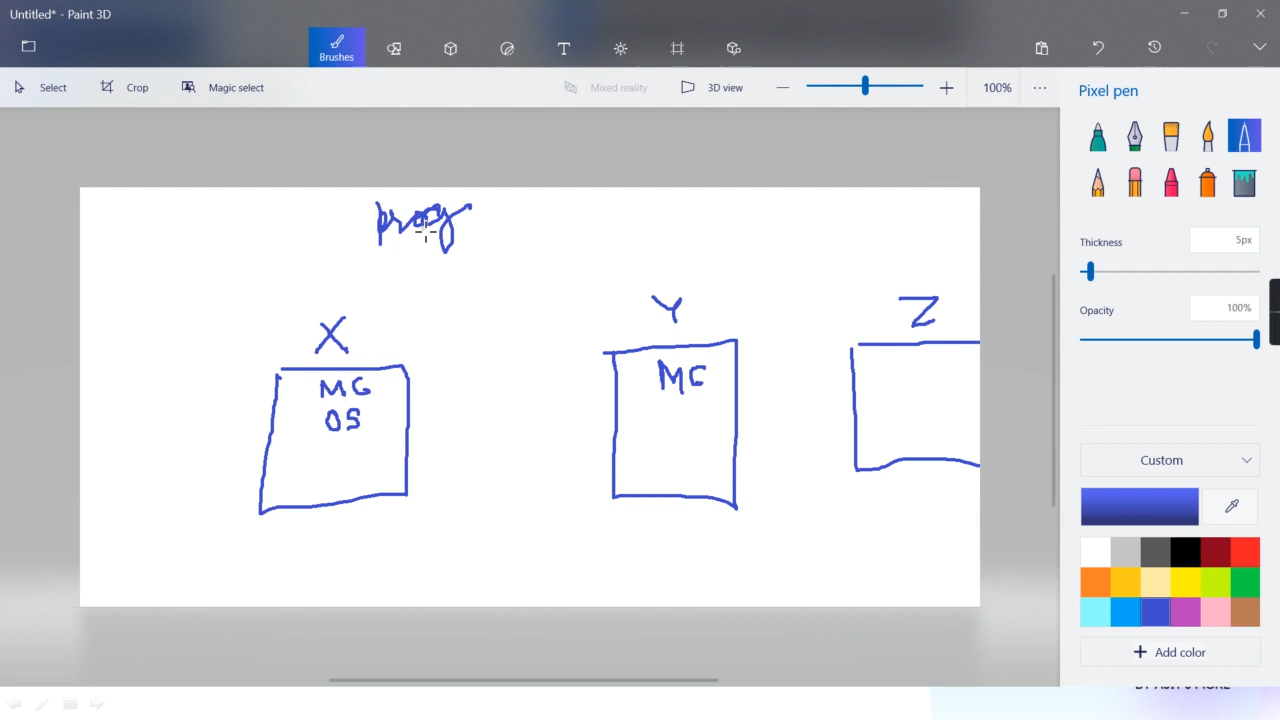 Untitled* - Paint 3D
Brushes
Select Crop Magic select Mixed reality 3D view 100%
Pixel pen
Thickness 5px
Opacity 100%
Custom
Add color
prog
X
MG
OS
Y
MC
Z